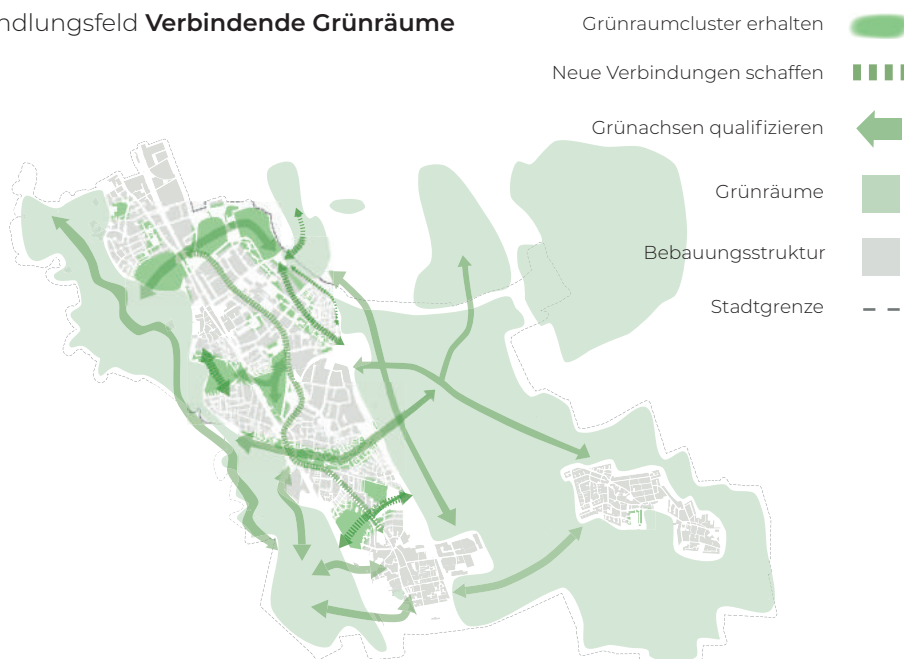 ndlungsfeld Verbindende Grünräume
Grünraumcluster erhalten
Neue Verbindungen schaffen
Grünachsen qualifizieren
Grünräume
Bebauungsstruktur
Stadtgrenze